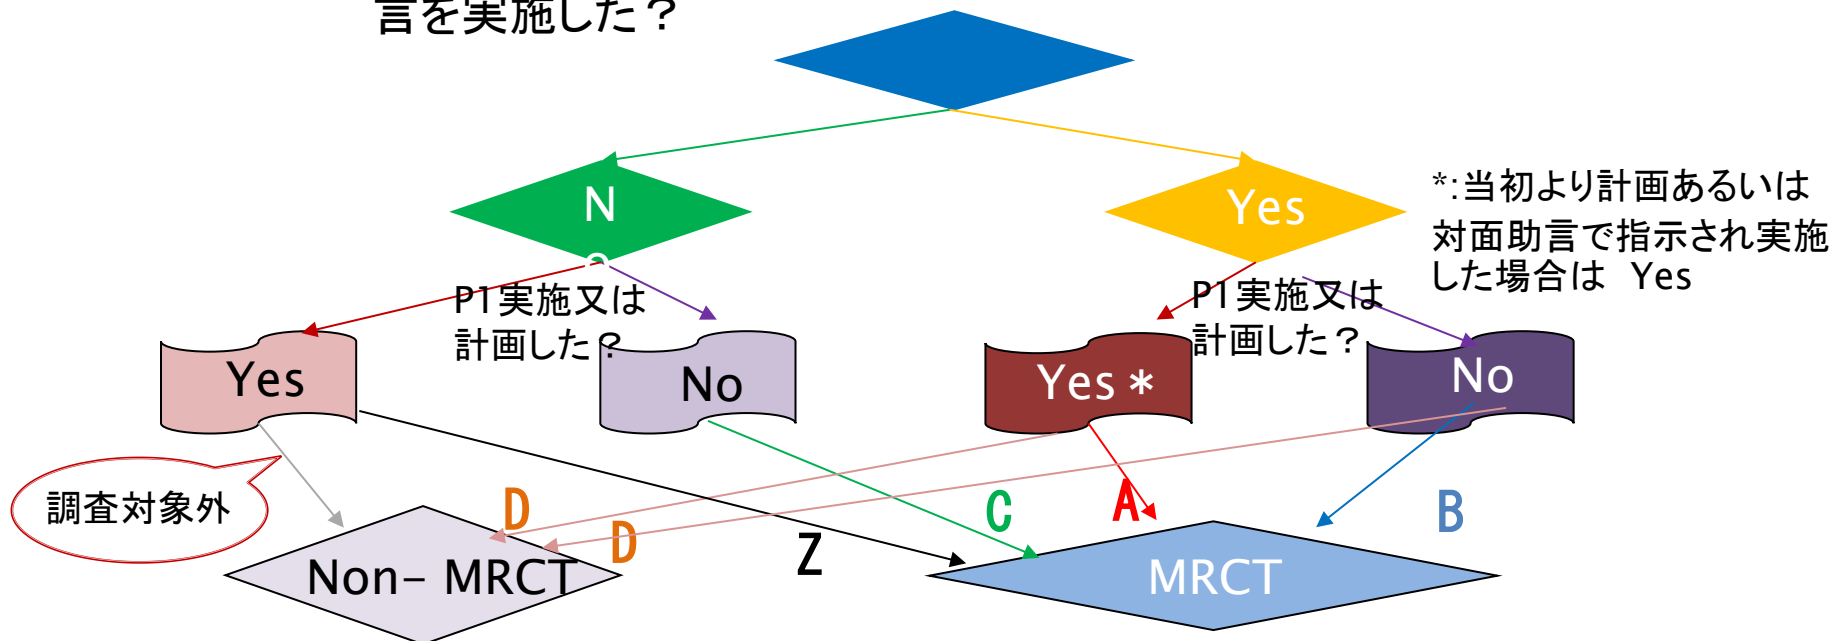 言を実施した？
N
Yes
*:当初より計画あるいは
対面助言で指示され実施
した場合は Yes
P1実施又は
計画した？
P1実施又は
計画した？
Yes
No
Yes＊
No
調査対象外
D
D
Z
C
A
B
Non- MRCT
MRCT